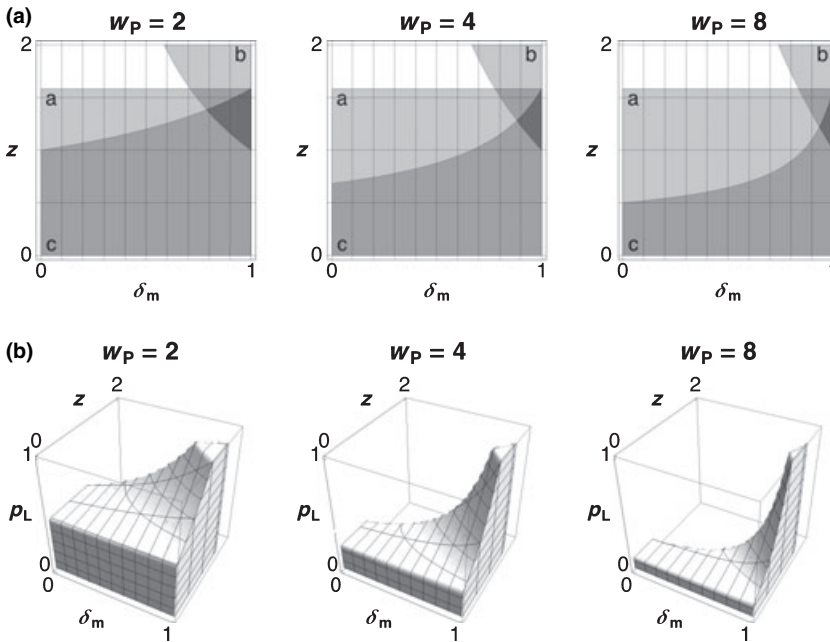 (a)
w_P = 2 w_P = 4 w_P = 8
2 2 2
b b b
a a a
z z z
c c c
0 0 0
0 1 0 1 0 1
δ_m δ_m δ_m
(b)
w_P = 2 w_P = 4 w_P = 8
2 2 2
z z z
0 0 0
1 1 1
p_L p_L p_L
0 0 0
0 0 0
δ_m δ_m δ_m
1 1 1